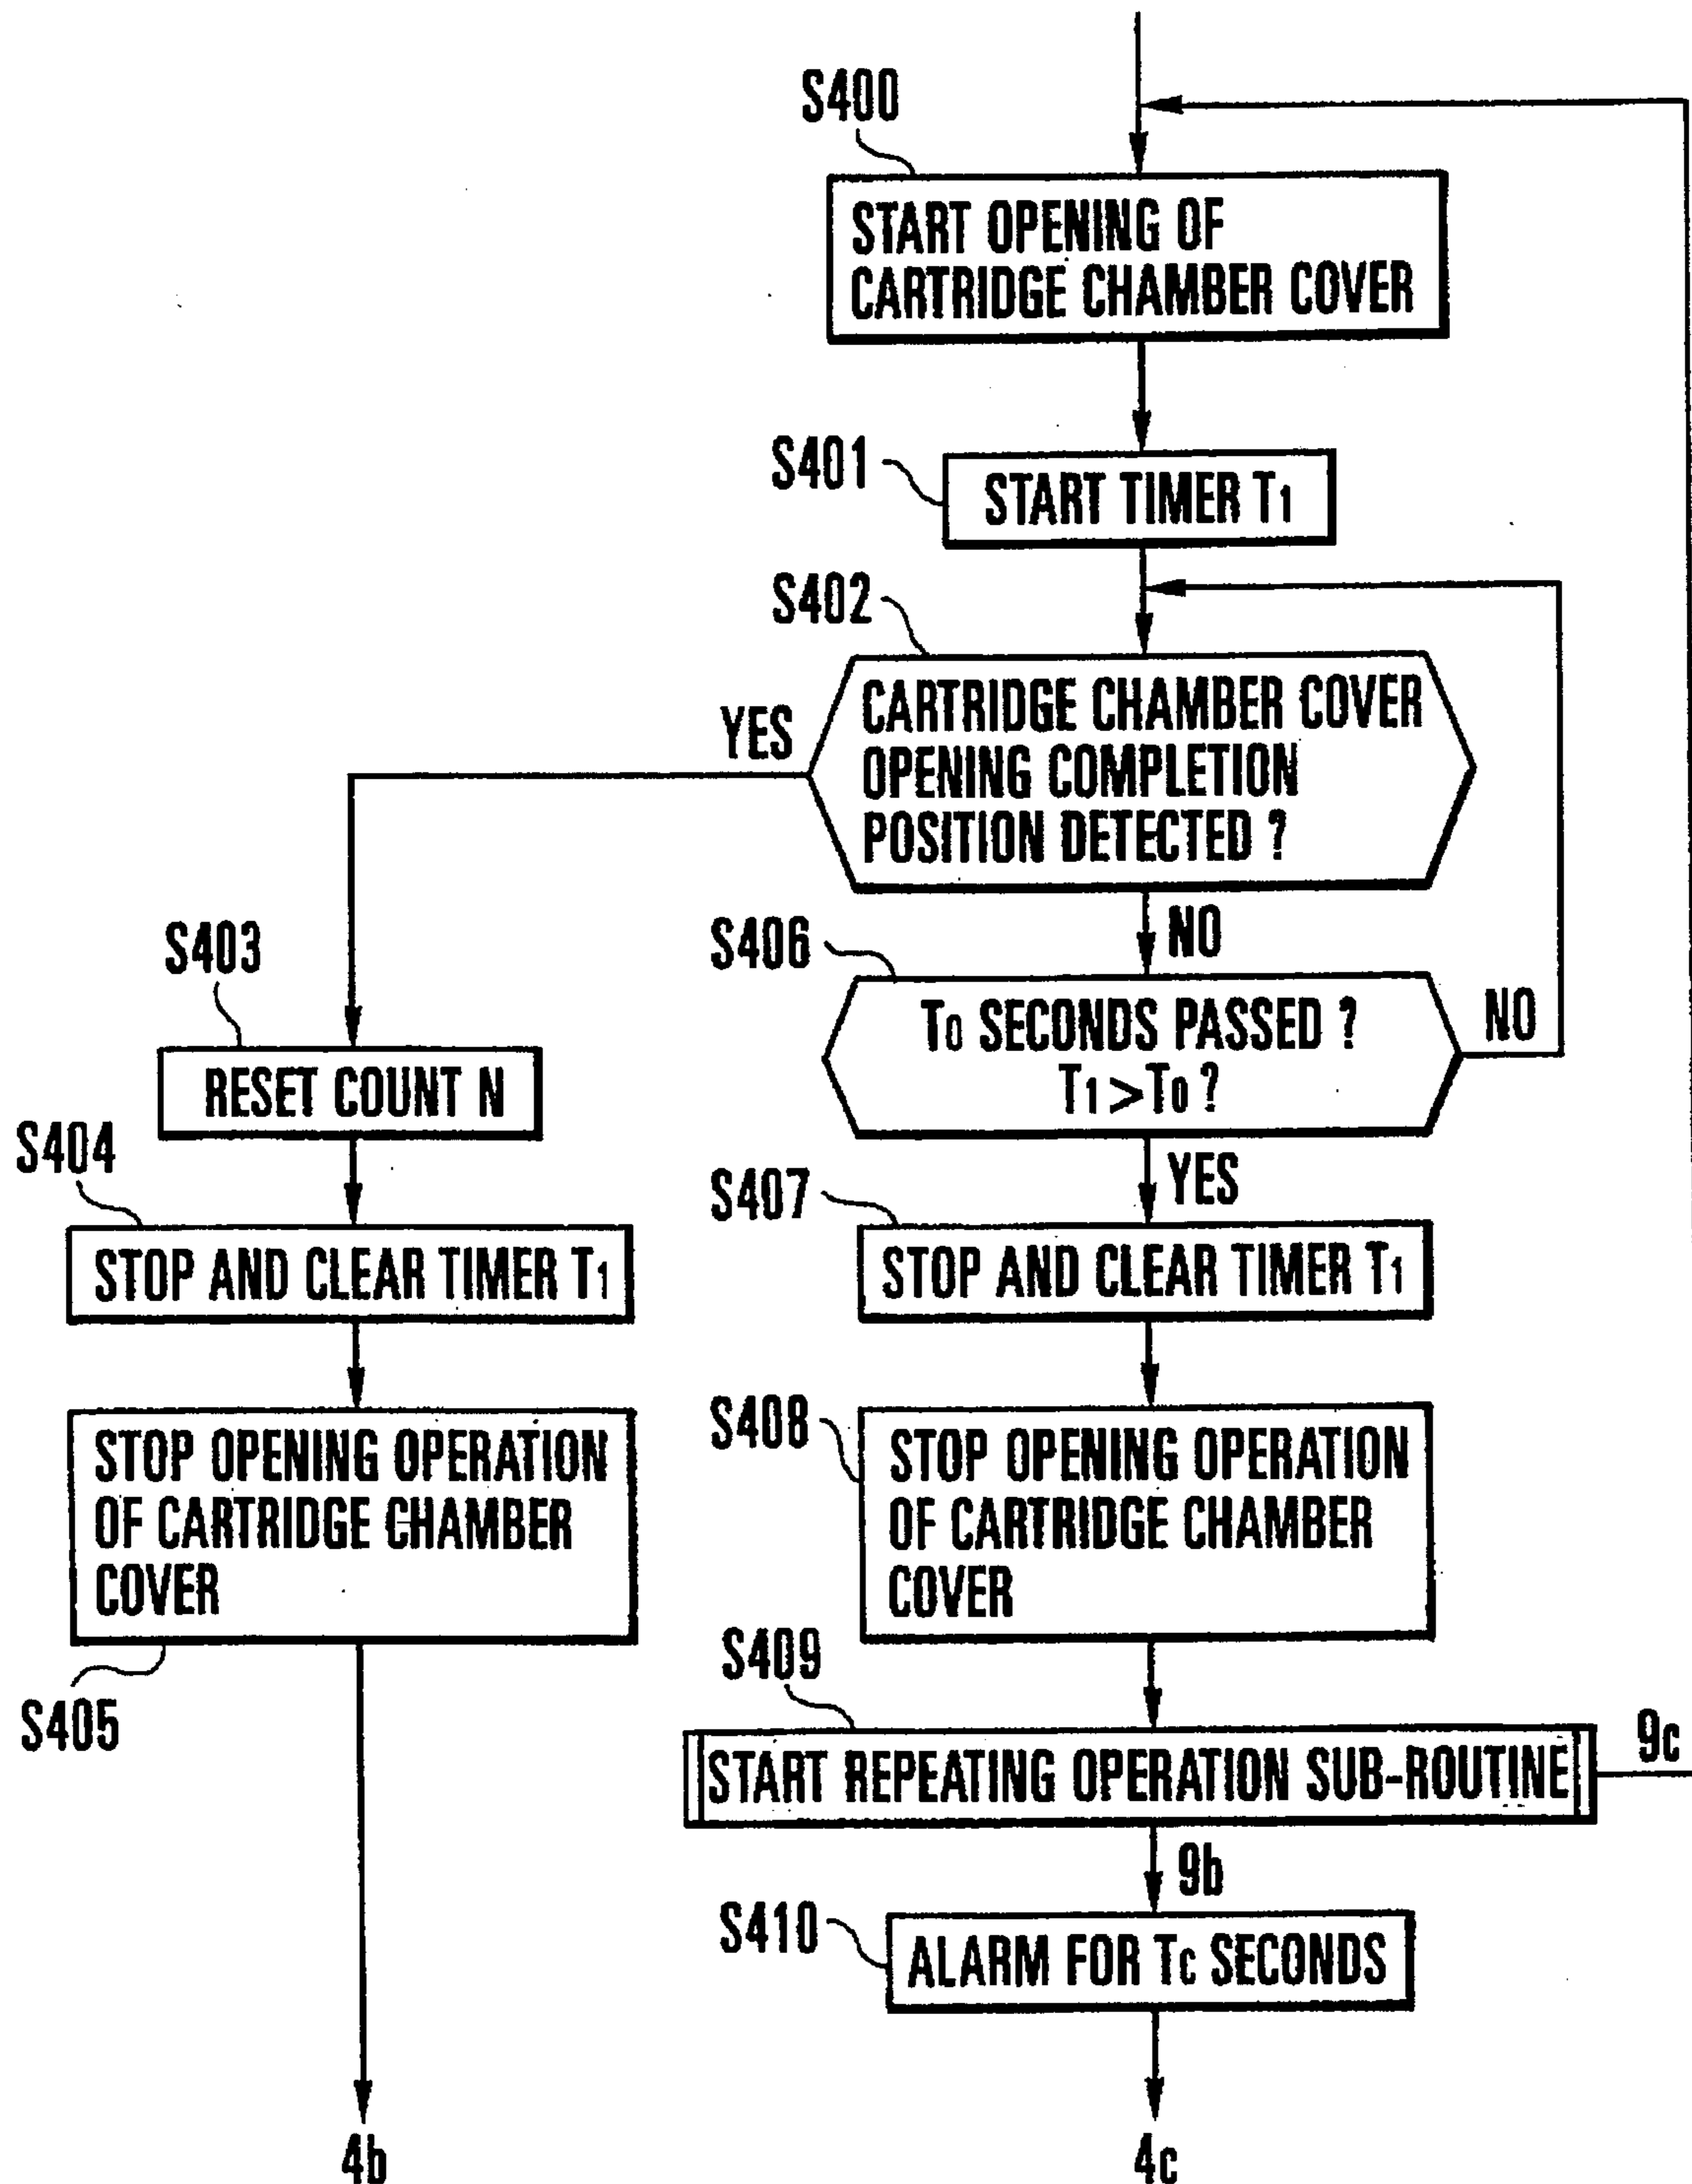 S400
START OPENING OF
CARTRIDGE CHAMBER COVER
S401
START TIMER T1
S402
CARTRIDGE CHAMBER COVER
OPENING COMPLETION
POSITION DETECTED ?
YES
NO
S403
RESET COUNT N
S404
STOP AND CLEAR TIMER T1
STOP OPENING OPERATION
OF CARTRIDGE CHAMBER
COVER
S405
4b
S406
T0 SECONDS PASSED ?
T1 > T0 ?
NO
YES
S407
STOP AND CLEAR TIMER T1
S408
STOP OPENING OPERATION
OF CARTRIDGE CHAMBER
COVER
S409
START REPEATING OPERATION SUB-ROUTINE
9c
9b
S410
ALARM FOR Tc SECONDS
4c